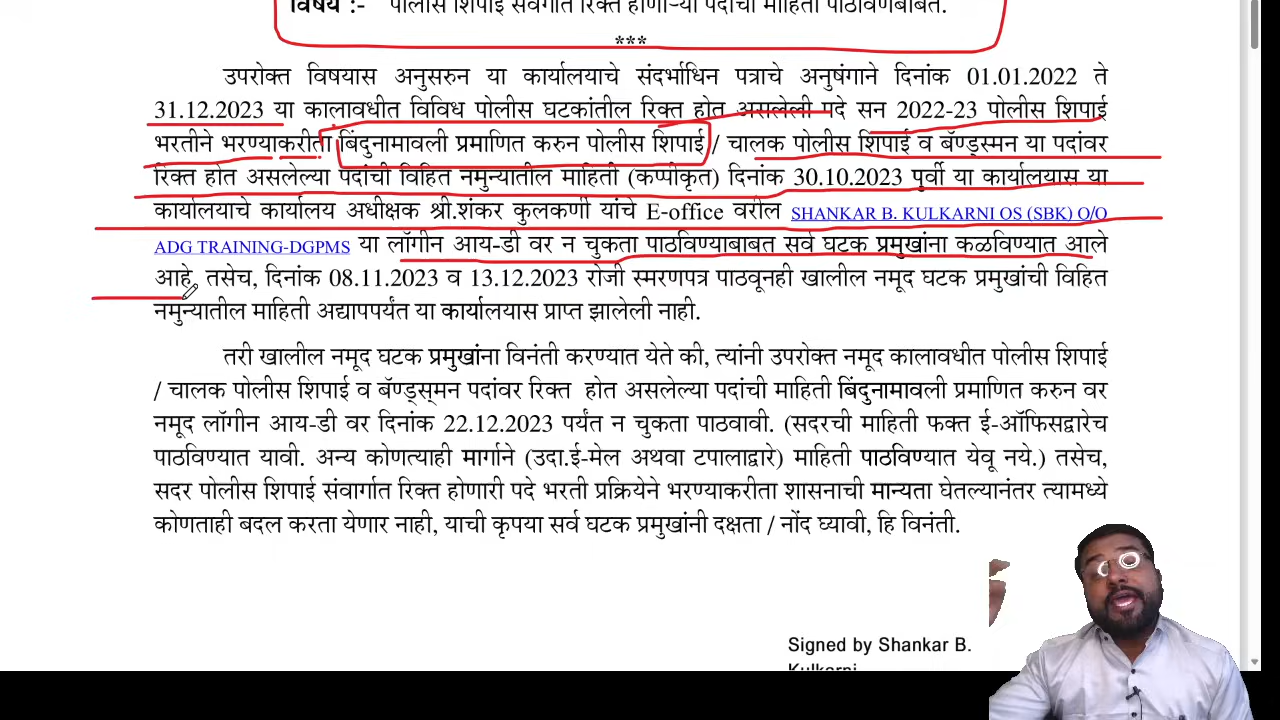 विषय :- पोलीस शिपाई संवर्गात रिक्त होणाऱ्या पदांची माहिती पाठविणेबाबत.
***
उपरोक्त विषयास अनुसरुन या कार्यालयाचे संदर्भाधिन पत्राचे अनुषंगाने दिनांक 01.01.2022 ते
31.12.2023 या कालावधीत विविध पोलीस घटकांतील रिक्त होत असलेली पदे सन 2022-23 पोलीस शिपाई
भरतीने भरण्याकरीता बिंदुनामावली प्रमाणित करुन पोलीस शिपाई / चालक पोलीस शिपाई व बॅण्ड्स्मन या पदांवर
रिक्त होत असलेल्या पदांची विहित नमुन्यातील माहिती (कप्पीकृत) दिनांक 30.10.2023 पुर्वी या कार्यालयास या
कार्यालयाचे कार्यालय अधीक्षक श्री.शंकर कुलकर्णी यांचे E-office वरील SHANKAR B. KULKARNI OS (SBK) O/O
ADG TRAINING-DGPMS या लॉगीन आय-डी वर न चुकता पाठविण्याबाबत सर्व घटक प्रमुखांना कळविण्यात आले
आहे. तसेच, दिनांक 08.11.2023 व 13.12.2023 रोजी स्मरणपत्र पाठवूनही खालील नमूद घटक प्रमुखांची विहित
नमुन्यातील माहिती अद्यापपर्यंत या कार्यालयास प्राप्त झालेली नाही.
तरी खालील नमूद घटक प्रमुखांना विनंती करण्यात येते की, त्यांनी उपरोक्त नमूद कालावधीत पोलीस शिपाई
/ चालक पोलीस शिपाई व बॅण्ड्स्मन पदांवर रिक्त होत असलेल्या पदांची माहिती बिंदुनामावली प्रमाणित करुन वर
नमूद लॉगीन आय-डी वर दिनांक 22.12.2023 पर्यंत न चुकता पाठवावी. (सदरची माहिती फक्त ई-ऑफिसद्वारेच
पाठविण्यात यावी. अन्य कोणत्याही मार्गाने (उदा.ई-मेल अथवा टपालाद्वारे) माहिती पाठविण्यात येवू नये.) तसेच,
सदर पोलीस शिपाई संवार्गात रिक्त होणारी पदे भरती प्रक्रियेने भरण्याकरीता शासनाची मान्यता घेतल्यानंतर त्यामध्ये
कोणताही बदल करता येणार नाही, याची कृपया सर्व घटक प्रमुखांनी दक्षता / नोंद घ्यावी, हि विनंती.
Signed by Shankar B.
Kulkarni